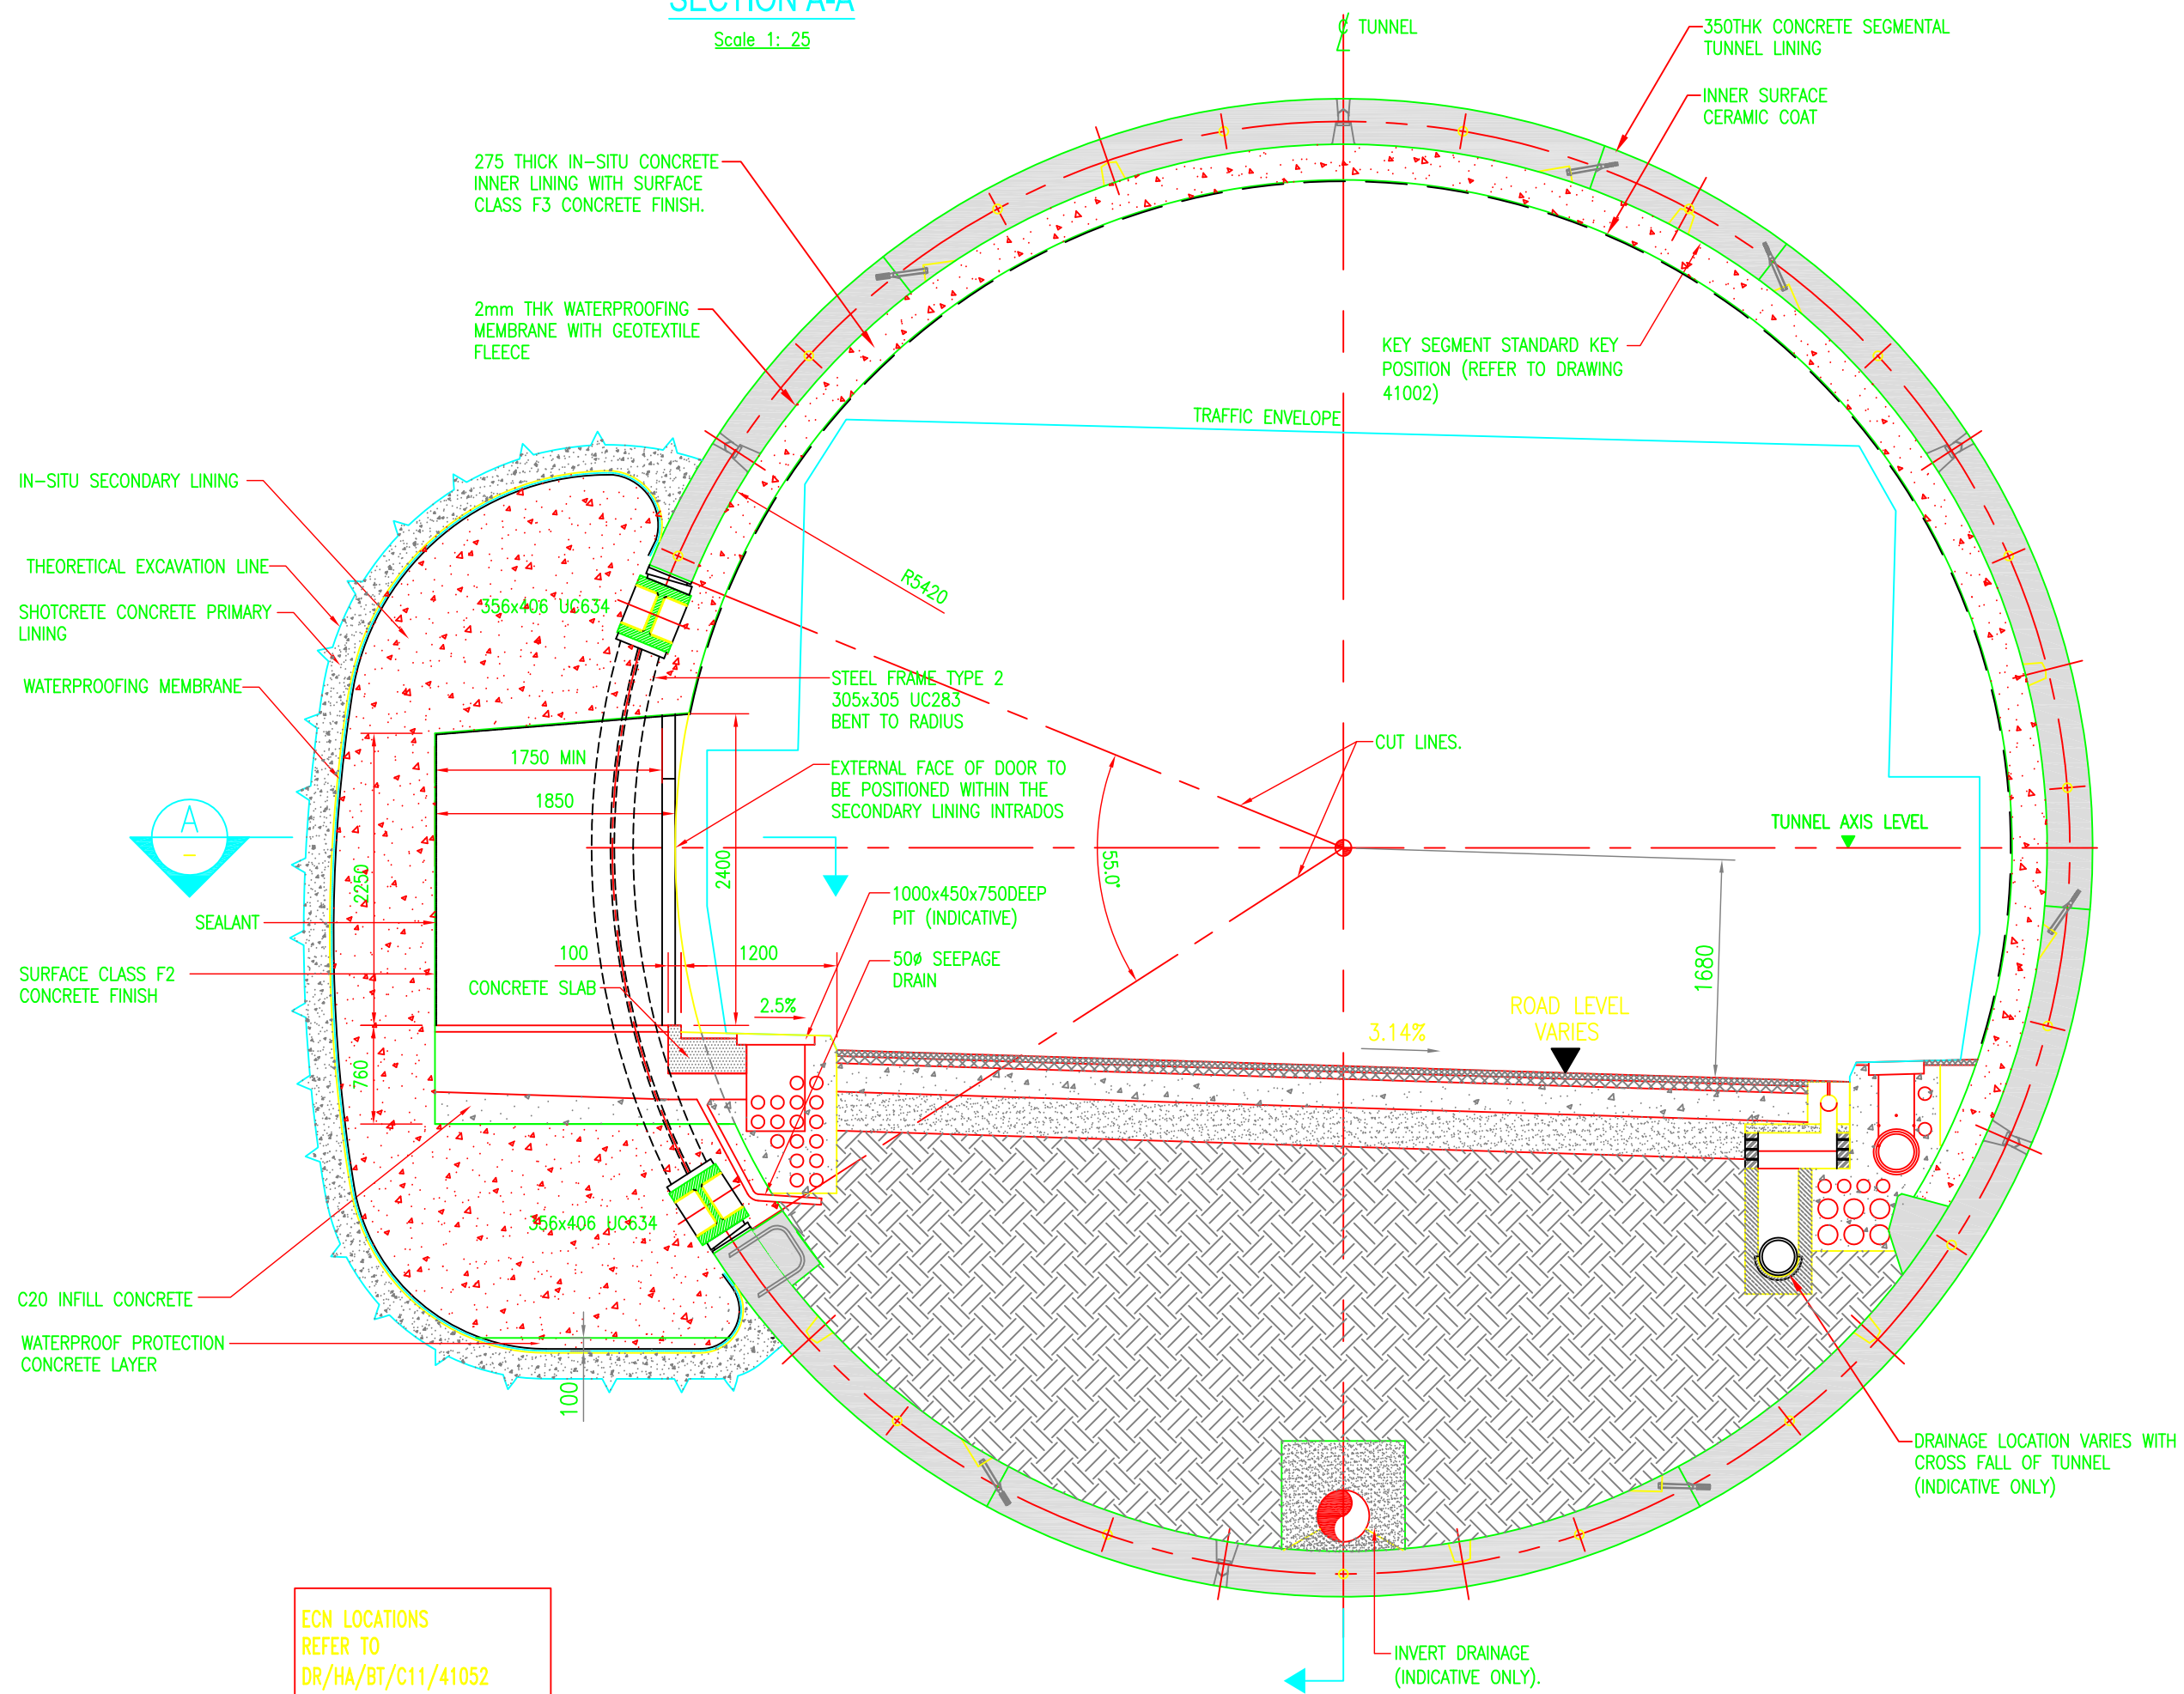 SECTION A-A
Scale 1: 25
℄ TUNNEL
350THK CONCRETE SEGMENTAL
TUNNEL LINING
INNER SURFACE
CERAMIC COAT
275 THICK IN-SITU CONCRETE
INNER LINING WITH SURFACE
CLASS F3 CONCRETE FINISH.
2mm THK WATERPROOFING
MEMBRANE WITH GEOTEXTILE
FLEECE
KEY SEGMENT STANDARD KEY
POSITION (REFER TO DRAWING
41002)
TRAFFIC ENVELOPE
IN-SITU SECONDARY LINING
THEORETICAL EXCAVATION LINE
SHOTCRETE CONCRETE PRIMARY
LINING
WATERPROOFING MEMBRANE
R5420
356x406 UC634
STEEL FRAME TYPE 2
305x305 UC283
BENT TO RADIUS
CUT LINES.
1750 MIN
1850
EXTERNAL FACE OF DOOR TO
BE POSITIONED WITHIN THE
SECONDARY LINING INTRADOS
A
-
TUNNEL AXIS LEVEL
2250
2400
55.0°
1000x450x750DEEP
PIT (INDICATIVE)
SEALANT
100
1200
50ø SEEPAGE
DRAIN
1680
SURFACE CLASS F2
CONCRETE FINISH
CONCRETE SLAB
2.5%
ROAD LEVEL
VARIES
3.14%
760
356x406 UC634
C20 INFILL CONCRETE
WATERPROOF PROTECTION
CONCRETE LAYER
100
DRAINAGE LOCATION VARIES WITH
CROSS FALL OF TUNNEL
(INDICATIVE ONLY)
INVERT DRAINAGE
(INDICATIVE ONLY).
ECN LOCATIONS
REFER TO
DR/HA/BT/C11/41052